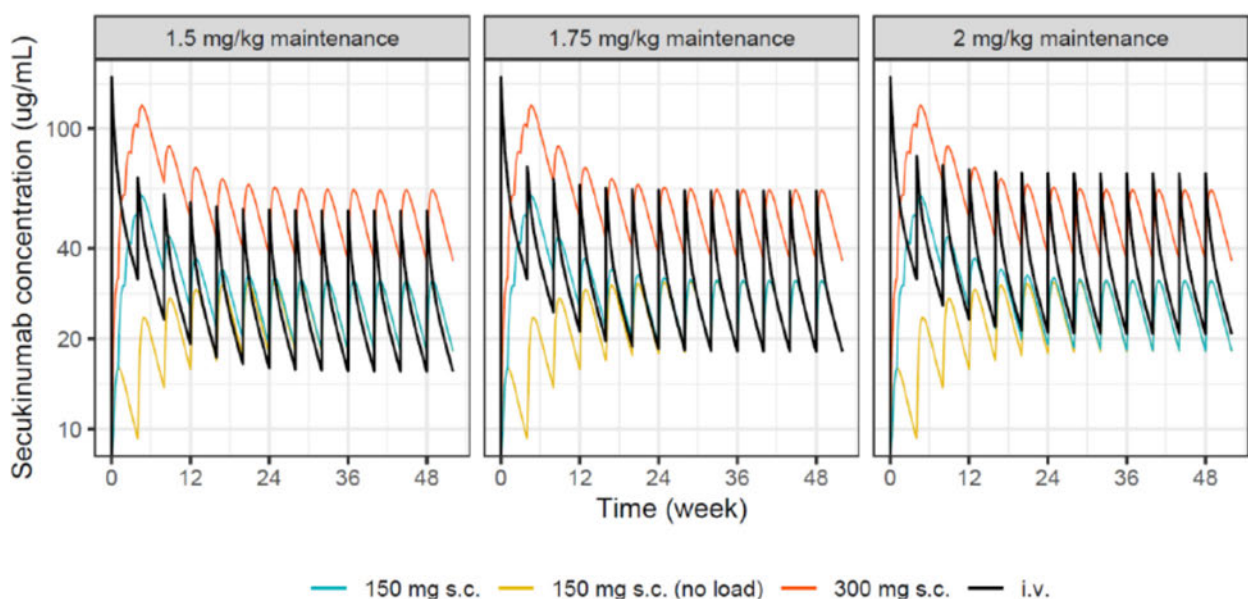 1.5 mg/kg maintenance 1.75 mg/kg maintenance 2 mg/kg maintenance
Secukinumab concentration (ug/mL)
100
40
20
10
0 12 24 36 48 0 12 24 36 48 0 12 24 36 48
Time (week)
150 mg s.c. 150 mg s.c. (no load) 300 mg s.c. i.v.